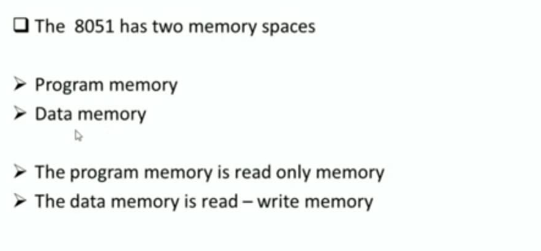 ❑ The 8051 has two memory spaces
➢ Program memory
➢ Data memory
➢ The program memory is read only memory
➢ The data memory is read – write memory